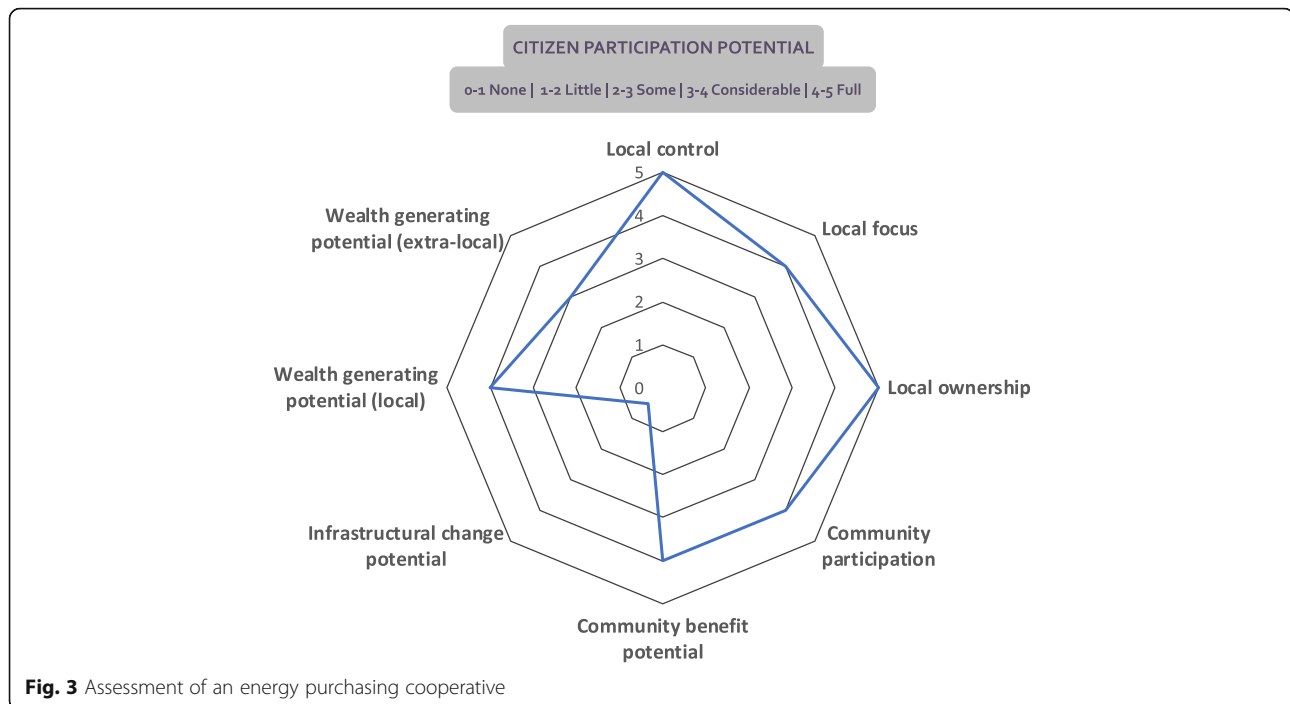 CITIZEN PARTICIPATION POTENTIAL
0-1 None | 1-2 Little | 2-3 Some | 3-4 Considerable | 4-5 Full
Local control
5
Wealth generating
potential (extra-local)
Local focus
4
3
2
1
Wealth generating
potential (local)
0
Local ownership
Infrastructural change
potential
Community
participation
Community benefit
potential
Fig. 3 Assessment of an energy purchasing cooperative